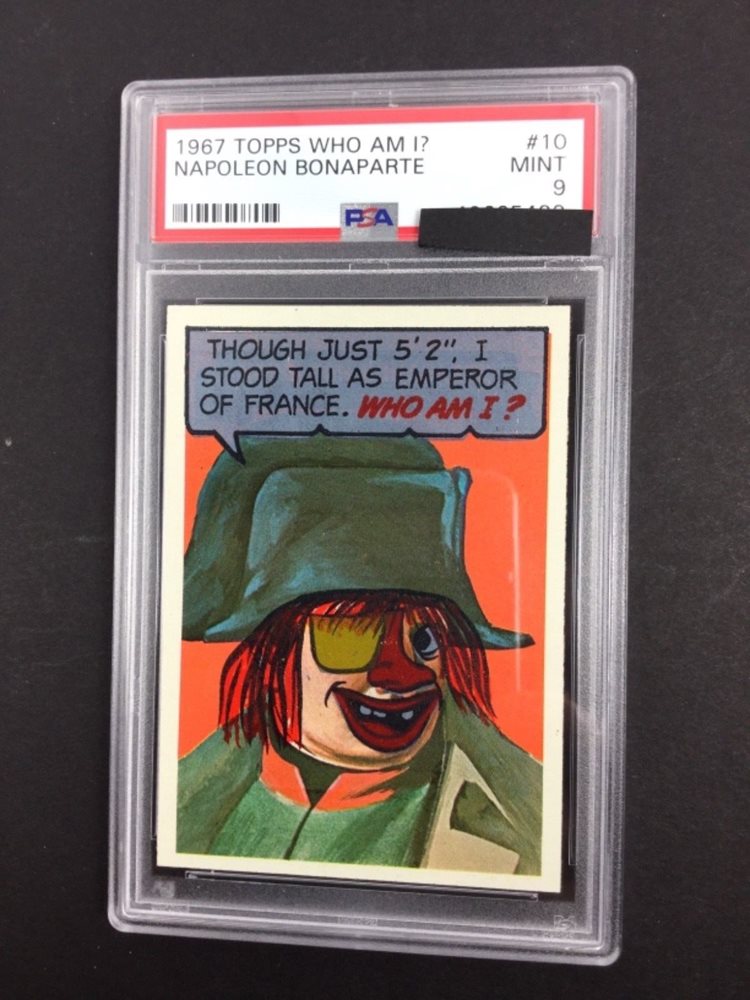 1967 TOPPS WHO AM I? #10
NAPOLEON BONAPARTE MINT
9
PSA
THOUGH JUST 5'2", I
STOOD TALL AS EMPEROR
OF FRANCE. WHO AM I?